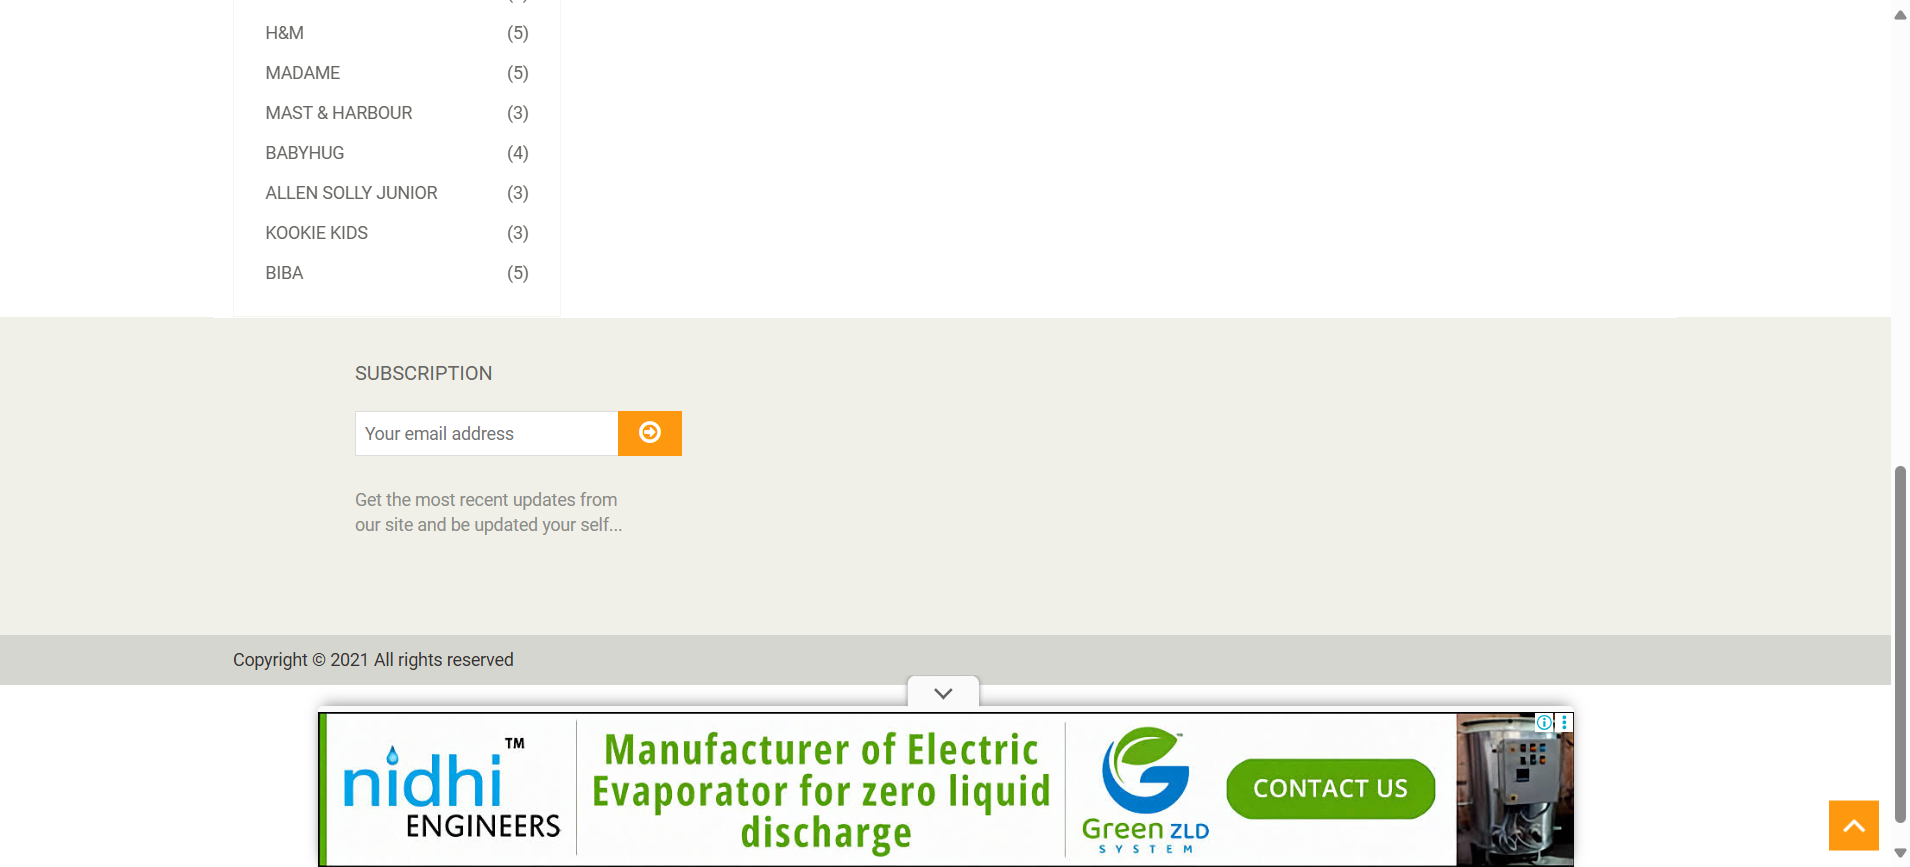 H&M (5)
MADAME (5)
MAST & HARBOUR (3)
BABYHUG (4)
ALLEN SOLLY JUNIOR (3)
KOOKIE KIDS (3)
BIBA (5)
SUBSCRIPTION
Your email address
Get the most recent updates from
our site and be updated your self...
Copyright © 2021 All rights reserved
nidhi™
ENGINEERS
Manufacturer of Electric
Evaporator for zero liquid
discharge
Green ZLD
SYSTEM
CONTACT US